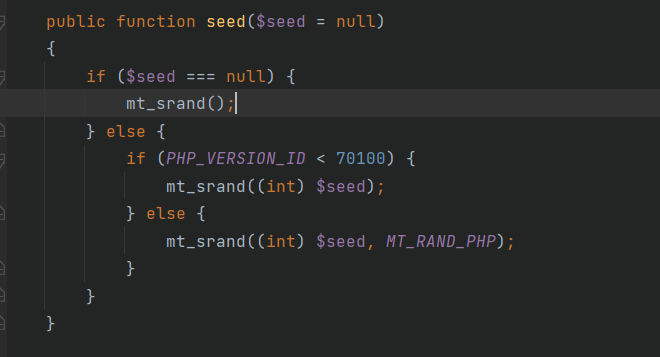 public function seed($seed = null)
{
    if ($seed === null) {
        mt_srand();
    } else {
        if (PHP_VERSION_ID < 70100) {
            mt_srand((int) $seed);
        } else {
            mt_srand((int) $seed, MT_RAND_PHP);
        }
    }
}